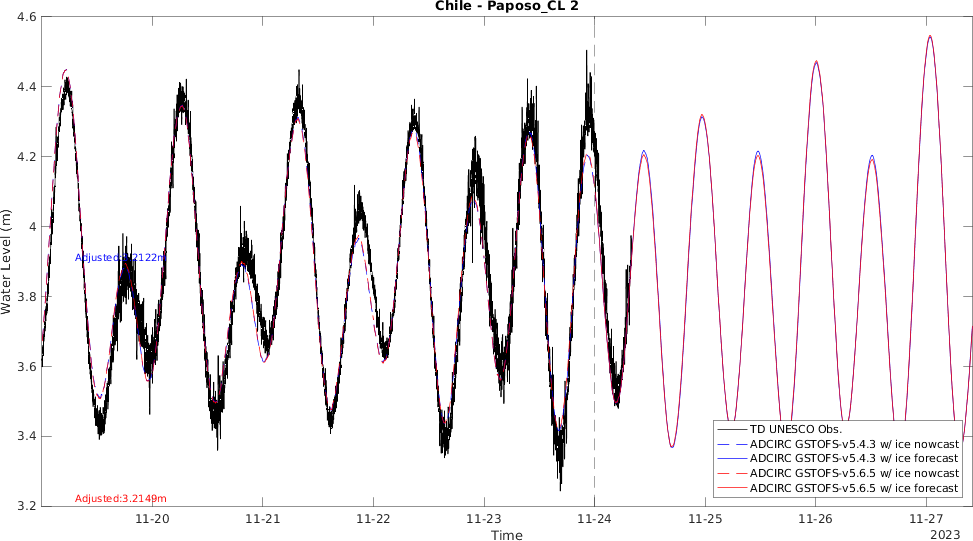 Chile - Paposo_CL 2
4.6
4.4
4.2
4
3.8
3.6
3.4
3.2
Water Level (m)
Adjusted:3.2122m
Adjusted:3.2149m
TD UNESCO Obs.
ADCIRC GSTOFS-v5.4.3 w/ ice nowcast
ADCIRC GSTOFS-v5.4.3 w/ ice forecast
ADCIRC GSTOFS-v5.6.5 w/ ice nowcast
ADCIRC GSTOFS-v5.6.5 w/ ice forecast
11-20 11-21 11-22 11-23 11-24 11-25 11-26 11-27
Time
2023